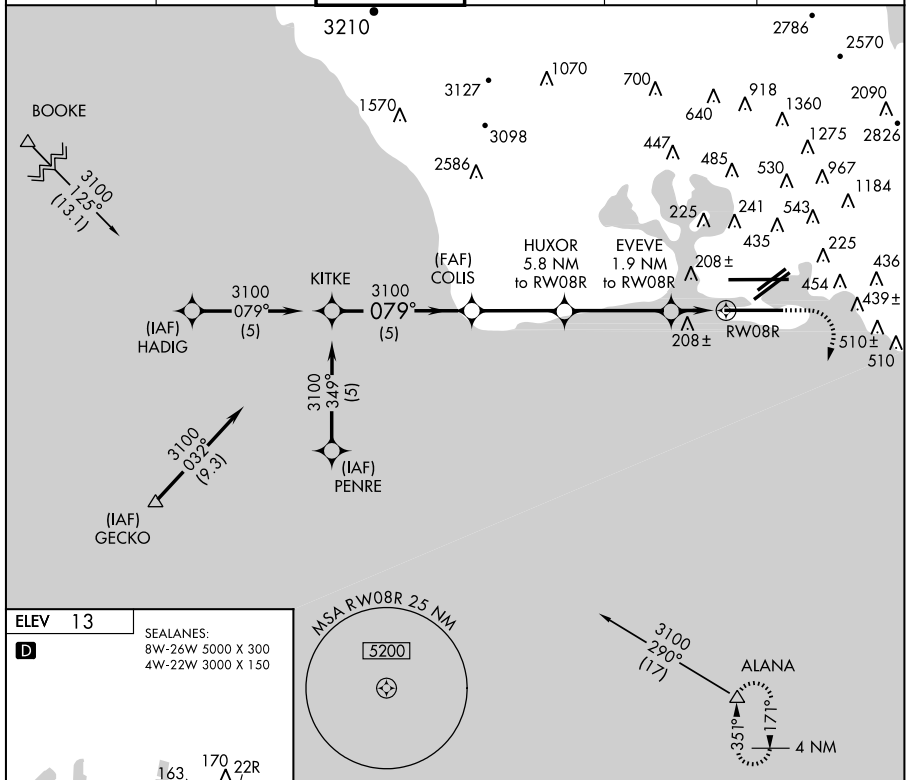 3210
2786
2570
BOOKE
1570
3127
1070
3098
2586
700
640
918
1360
2090
2826
1275
447
485
530
967
1184
3100
125°
(13.1)
225
241
543
435
225
(FAF)
COLIS
HUXOR
5.8 NM
to RW08R
EVEVE
1.9 NM
to RW08R
208±
454
436
439±
KITKE
3100
079°
(5)
3100
079°
(5)
(IAF)
HADIG
208±
RW08R
510±
510
3100
349°
(5)
3100
032°
(9.3)
(IAF)
PENRE
(IAF)
GECKO
ELEV 13
D
SEALANES:
8W-26W 5000 X 300
4W-22W 3000 X 150
MSA RW08R 25 NM
5200
3100
290°
(17)
ALANA
351°
171°
4 NM
170
22R
163